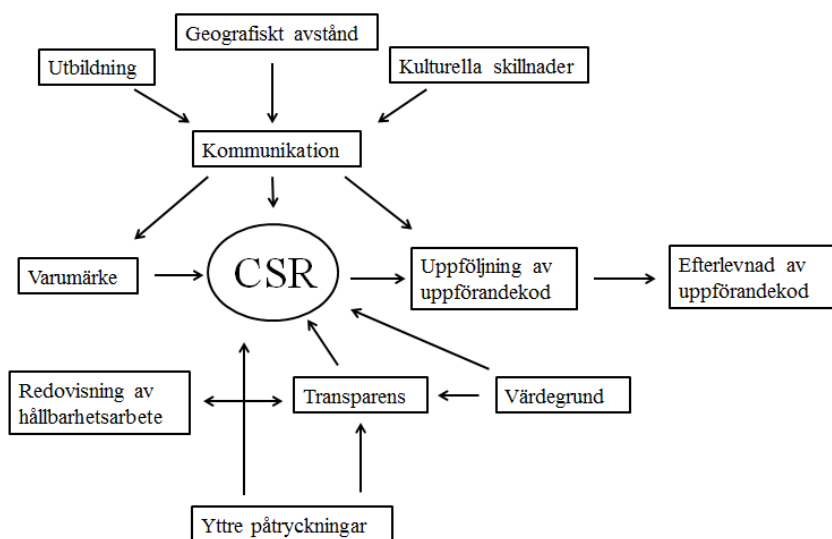 Geografiskt avstånd
Utbildning
Kulturella skillnader
Kommunikation
Varumärke
CSR
Uppföljning av
uppförandekod
Efterlevnad av
uppförandekod
Redovisning av
hållbarhetsarbete
Transparens
Värdegrund
Yttre påtryckningar